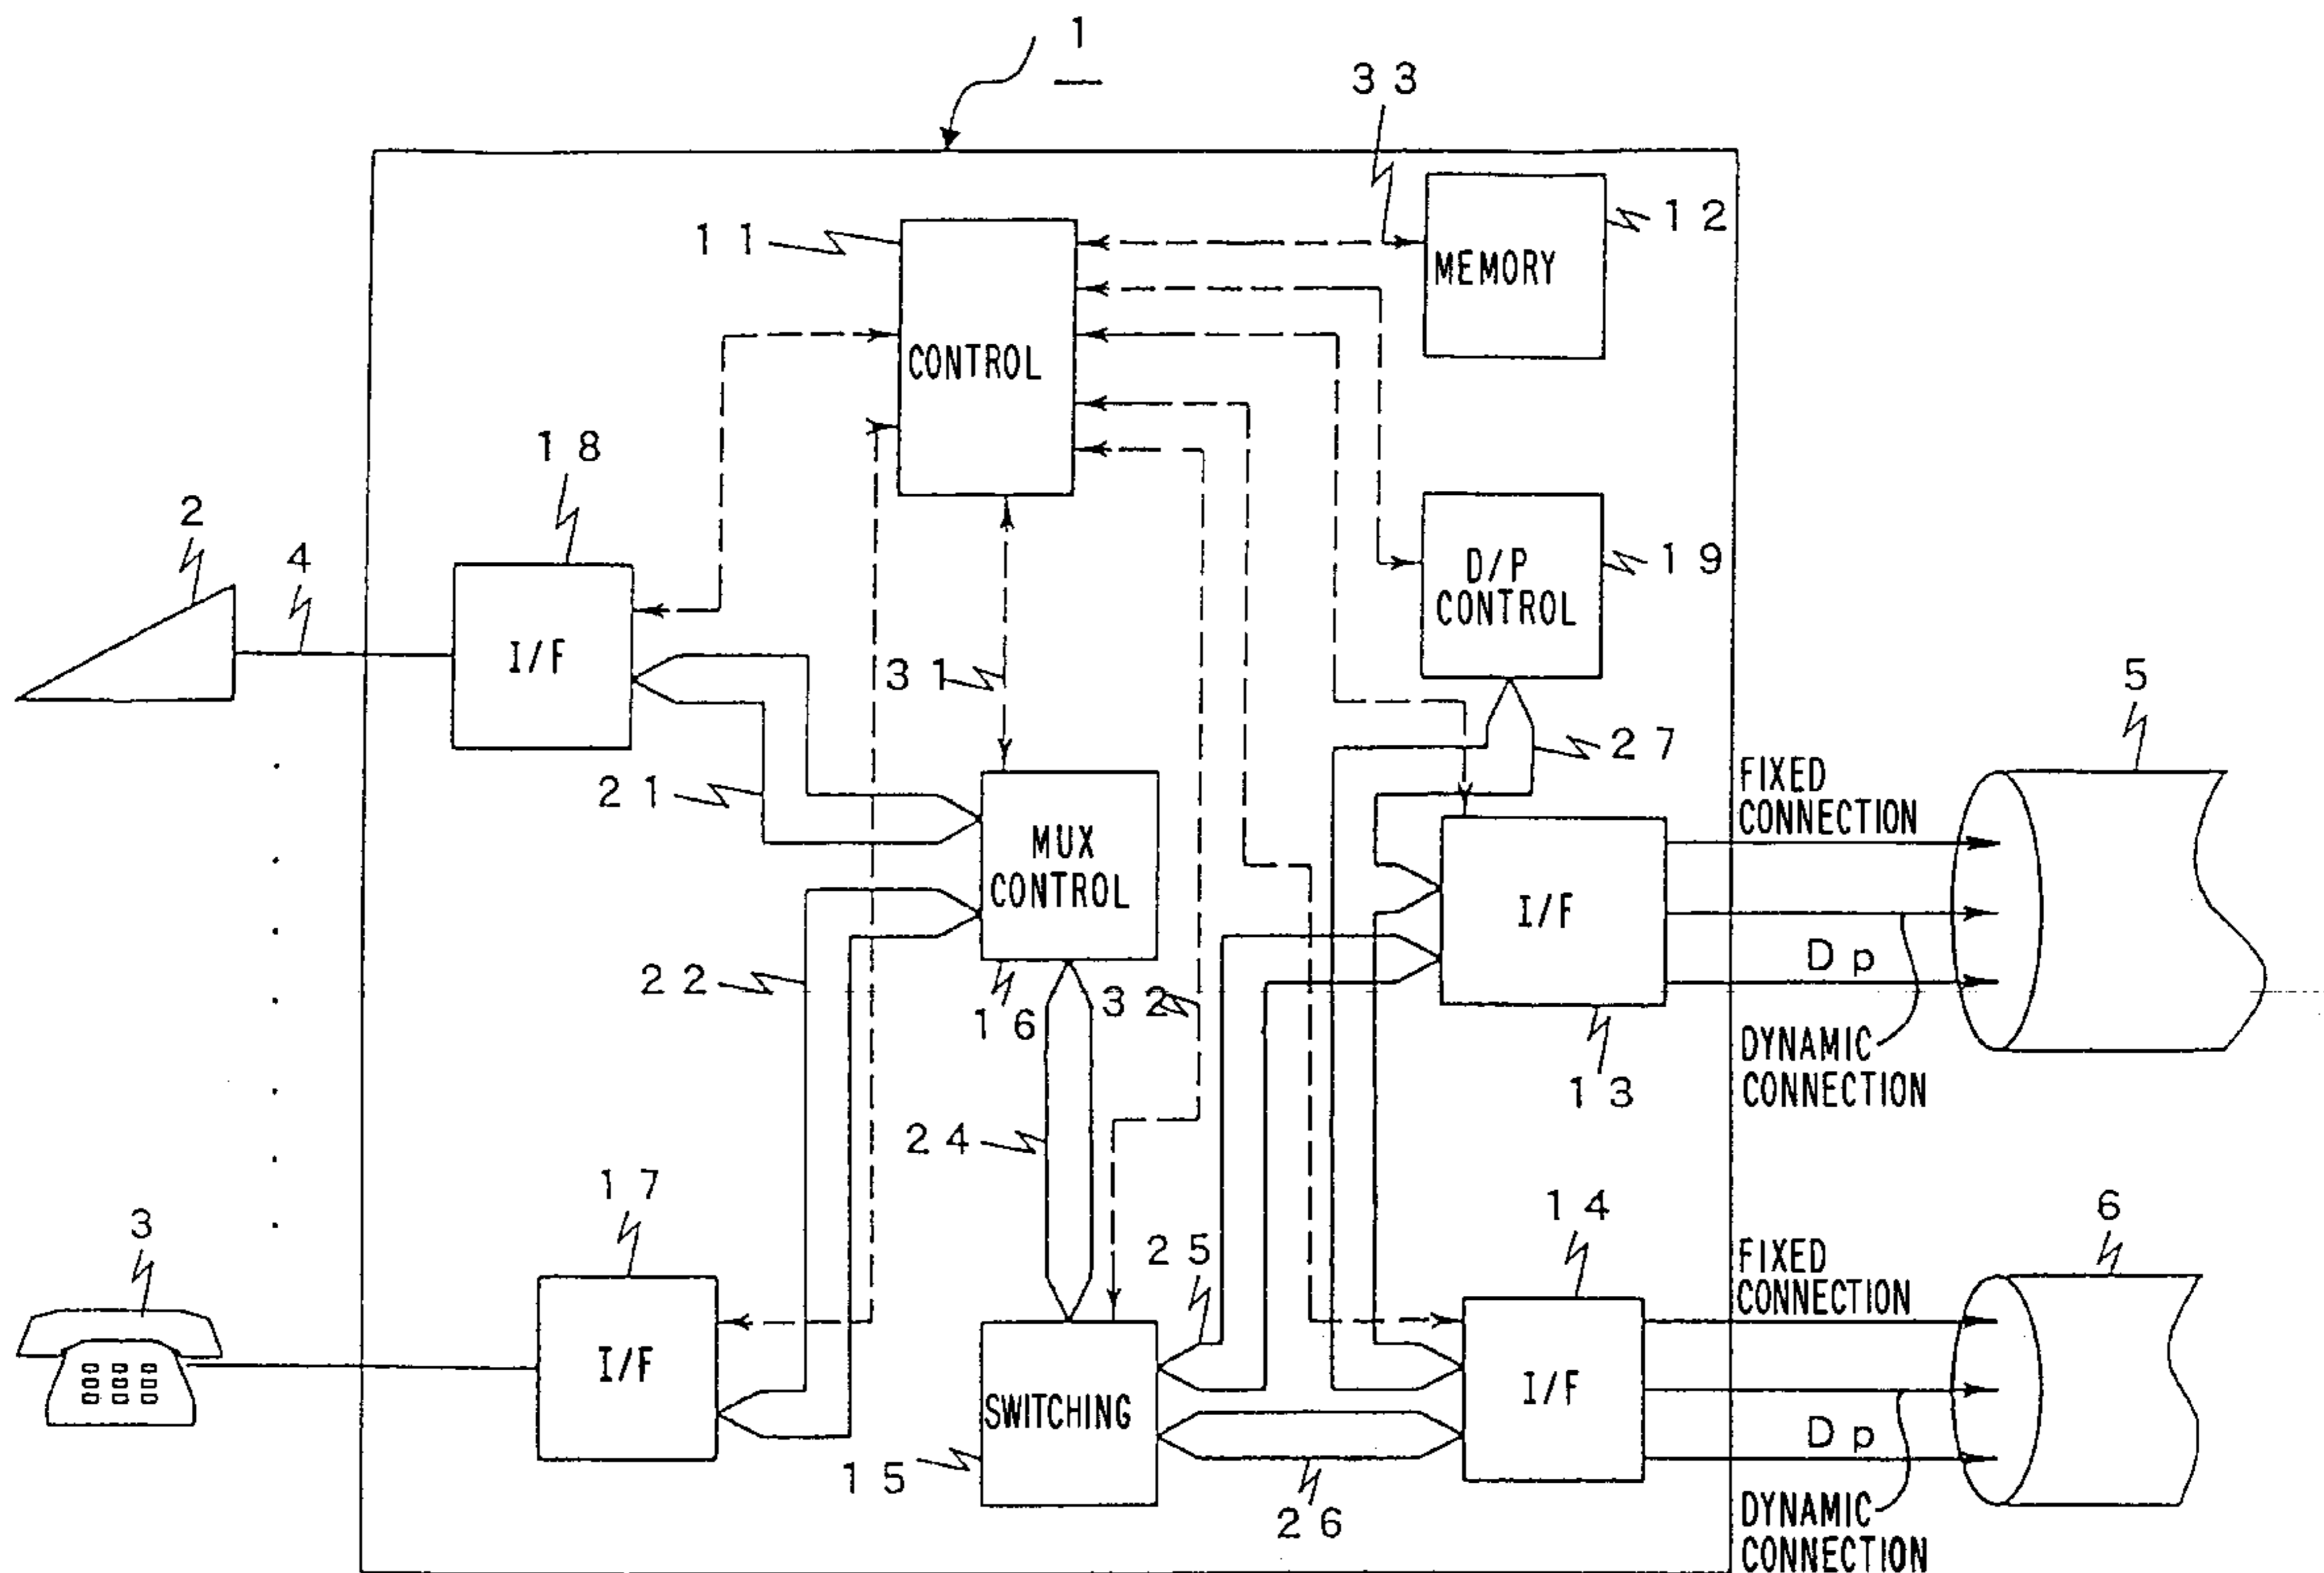 1
33
12
11
MEMORY
CONTROL
18
2
4
D/P
CONTROL
19
I/F
31
5
27
FIXED
CONNECTION
21
MUX
CONTROL
I/F
Dp
22
16
32
DYNAMIC
CONNECTION
13
24
17
14
6
3
25
FIXED
CONNECTION
I/F
I/F
SWITCHING
Dp
15
26
DYNAMIC
CONNECTION